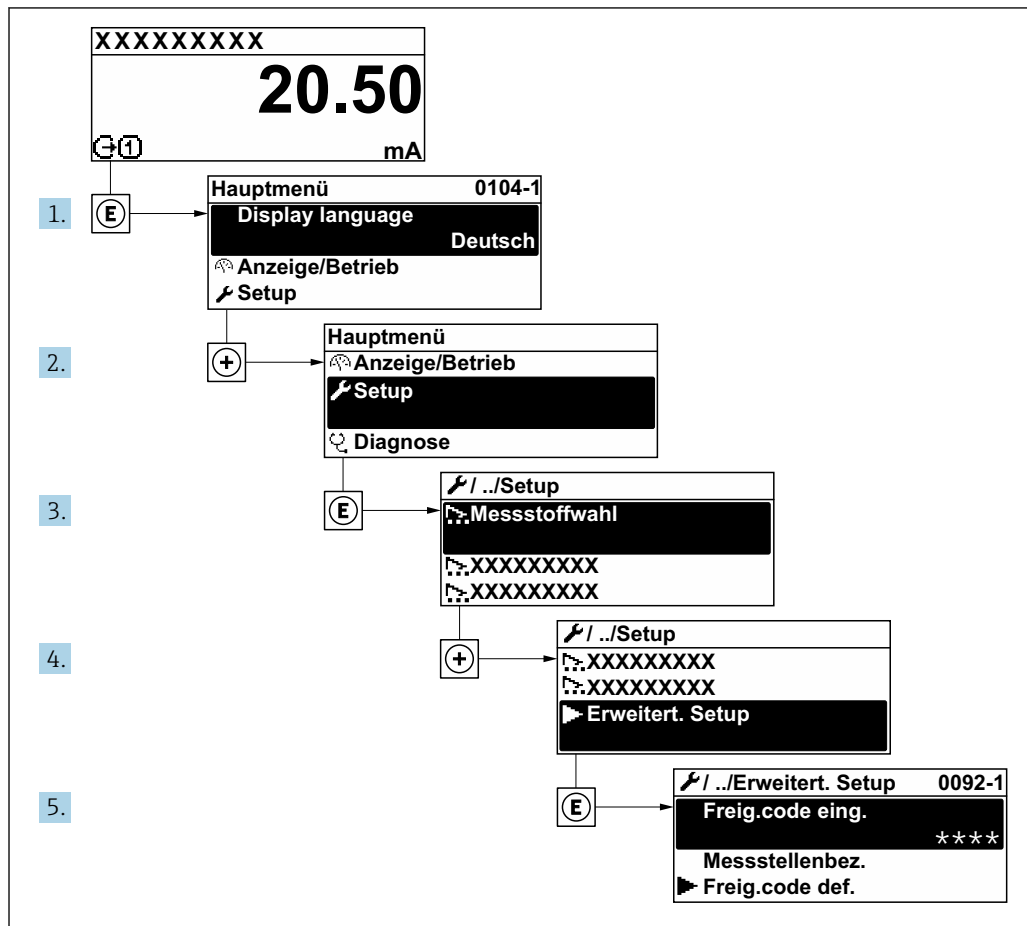 XXXXXXXXX
20.50
1 mA
1. E
Hauptmenü 0104-1
Display language
Deutsch
Anzeige/Betrieb
Setup
2. +
Hauptmenü
Anzeige/Betrieb
Setup
Diagnose
3. E
/ ../Setup
Messstoffwahl
XXXXXXXXX
XXXXXXXXX
4. +
/ ../Setup
XXXXXXXXX
XXXXXXXXX
Erweitert. Setup
5. E
/ ../Erweitert. Setup 0092-1
Freig.code eing.
****
Messstellenbez.
Freig.code def.